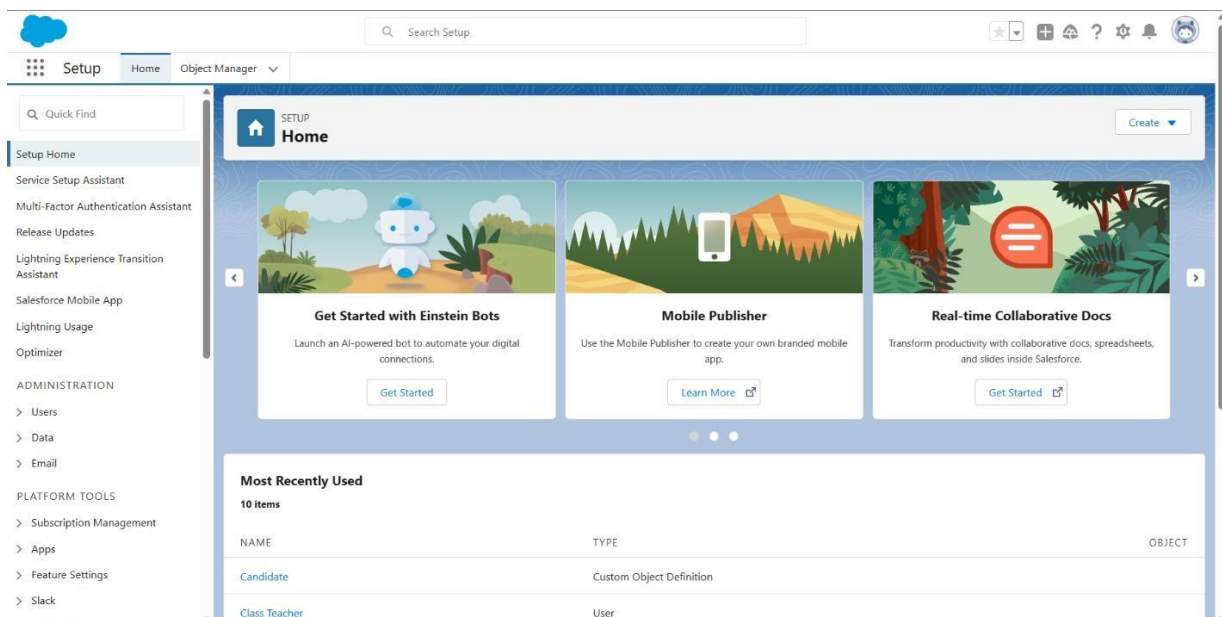 Search Setup
?
Setup
Home
Object Manager
Quick Find
Setup Home
Service Setup Assistant
Multi-Factor Authentication Assistant
Release Updates
Lightning Experience Transition
Assistant
Salesforce Mobile App
Lightning Usage
Optimizer
ADMINISTRATION
Users
Data
Email
PLATFORM TOOLS
Subscription Management
Apps
Feature Settings
Slack
SETUP
Home
Create
Get Started with Einstein Bots
Launch an AI-powered bot to automate your digital
connections.
Get Started
Mobile Publisher
Use the Mobile Publisher to create your own branded mobile
app.
Learn More
Real-time Collaborative Docs
Transform productivity with collaborative docs, spreadsheets,
and slides inside Salesforce.
Get Started
Most Recently Used
10 items
NAME TYPE OBJECT
Candidate Custom Object Definition
Class Teacher User